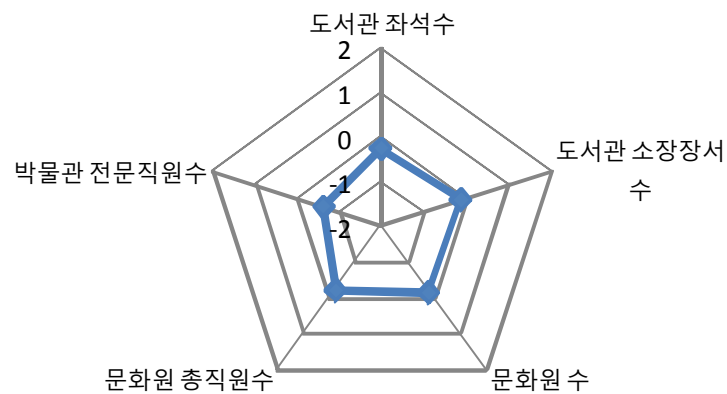 도서관 좌석수
2
1
0
-1
-2
도서관 소장장서
수
문화원 수
문화원 총직원수
박물관 전문직원수